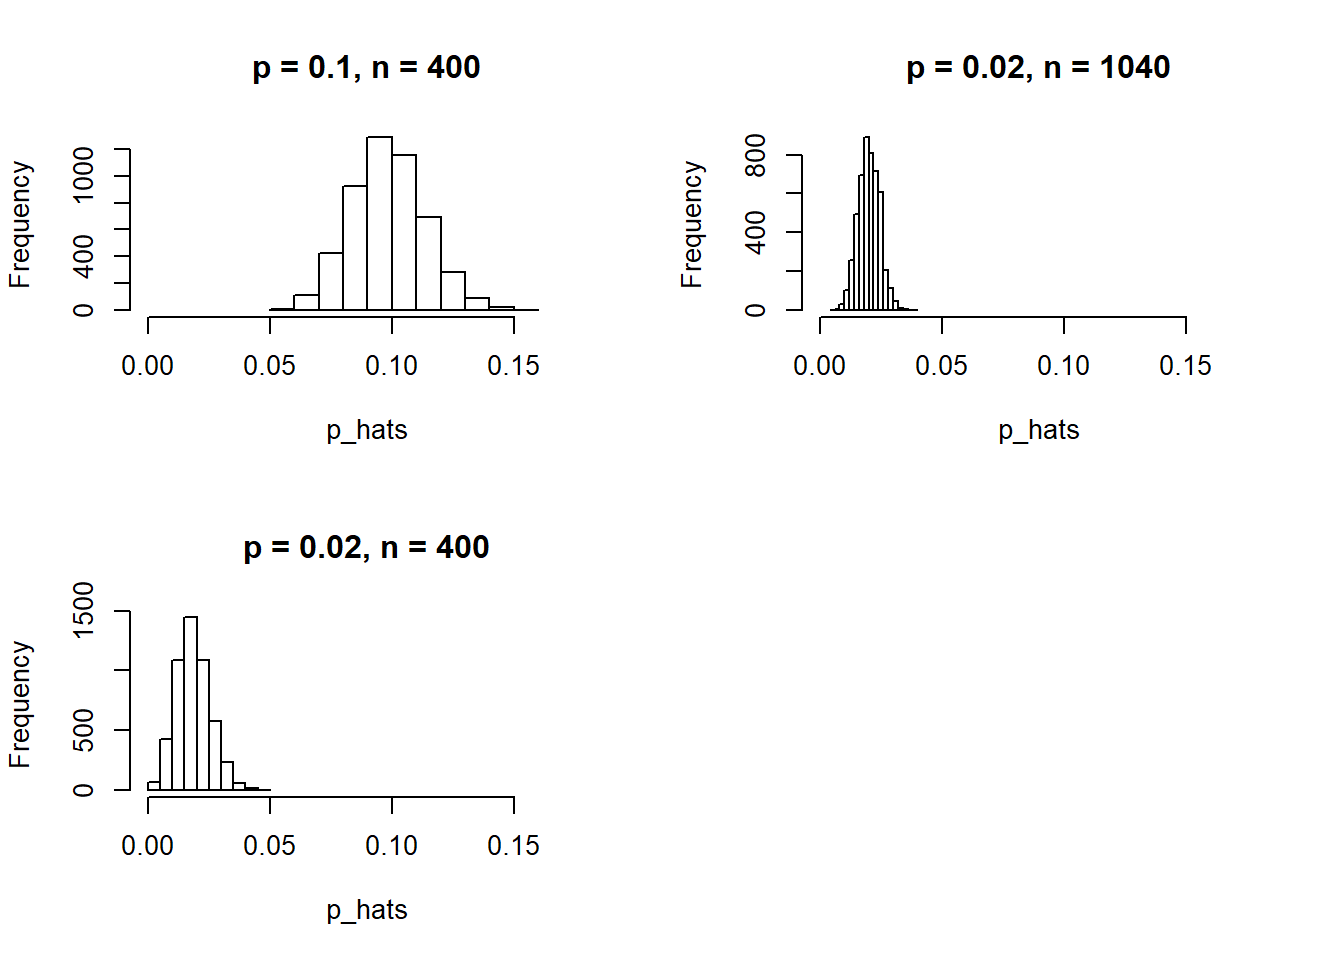 p = 0.1, n = 400
Frequency
0 400 1000
0.00 0.05 0.10 0.15
p_hats
p = 0.02, n = 1040
Frequency
0 400 800
0.00 0.05 0.10 0.15
p_hats
p = 0.02, n = 400
Frequency
0 500 1500
0.00 0.05 0.10 0.15
p_hats